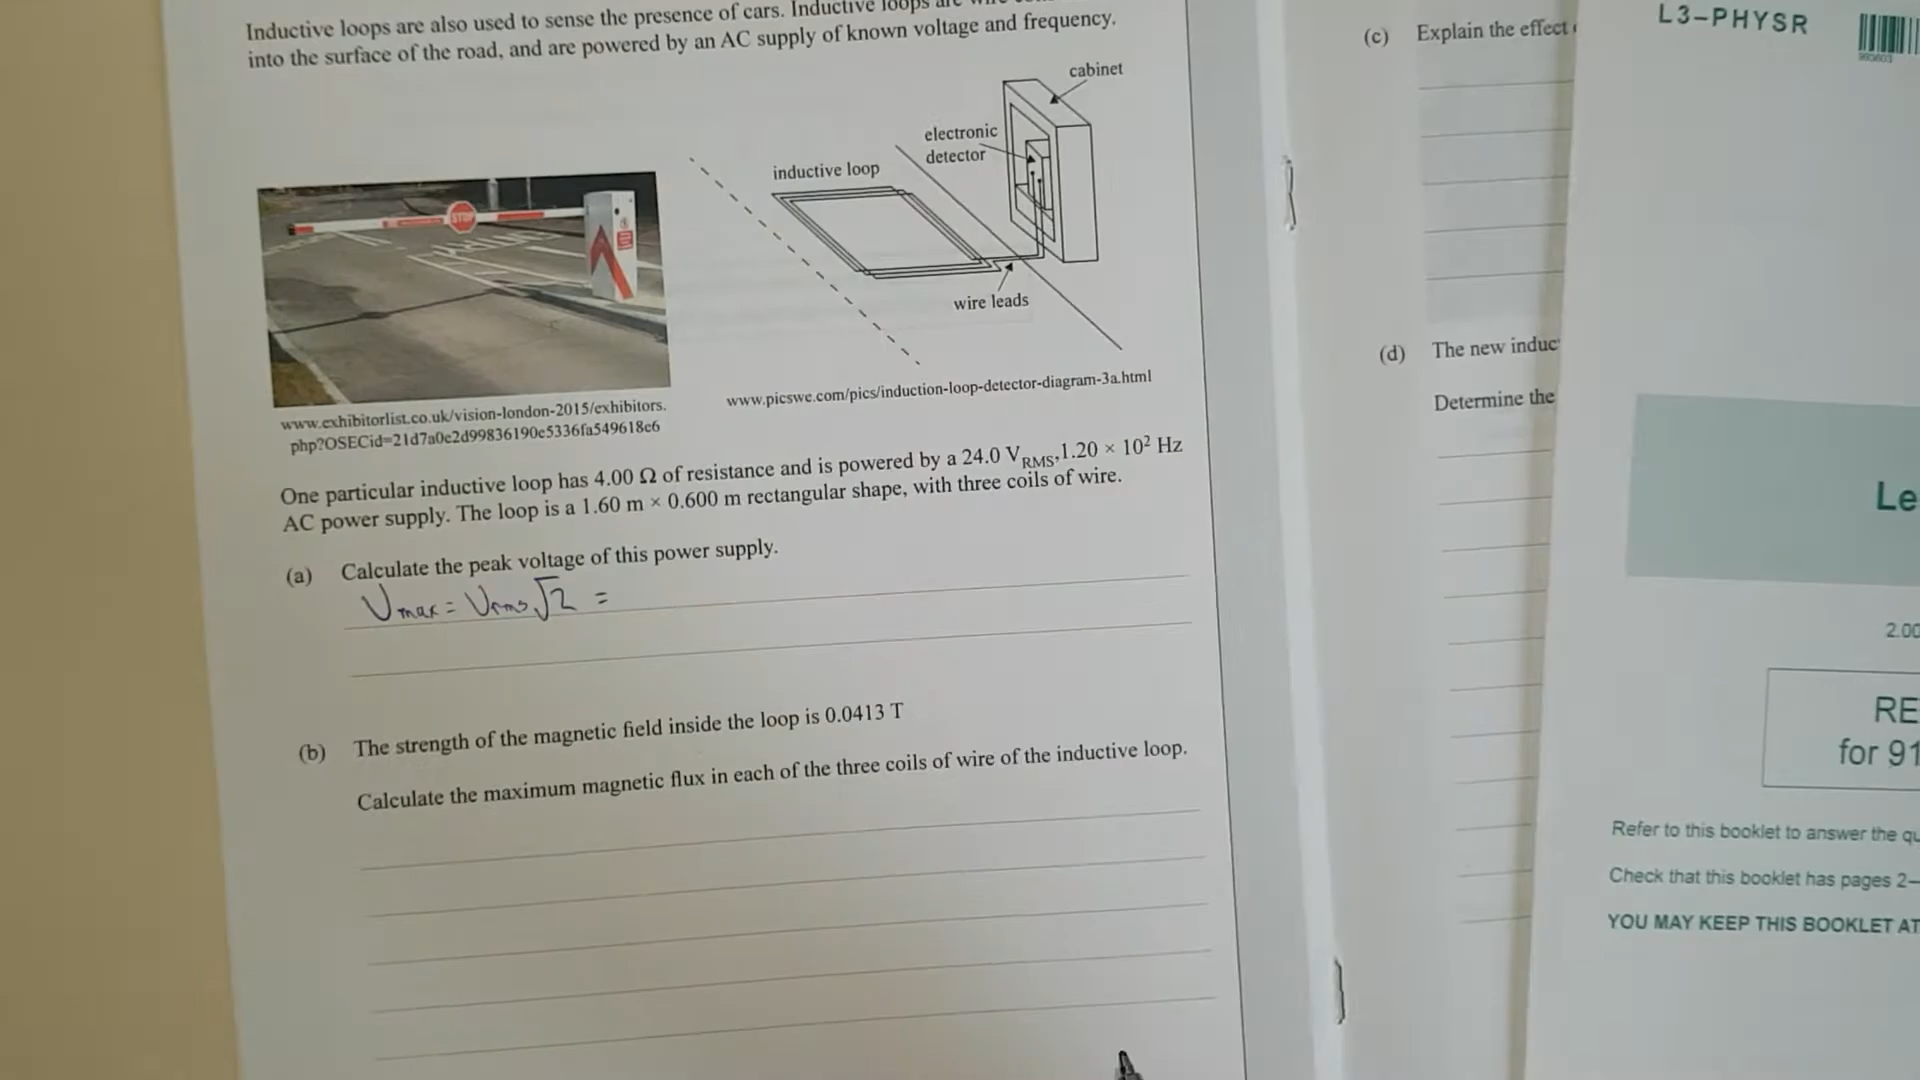 Inductive loops are also used to sense the presence of cars. Inductive loops are
into the surface of the road, and are powered by an AC supply of known voltage and frequency.
cabinet
electronic
detector
inductive loop
wire leads
STOP
www.exhibitorlist.co.uk/vision-london-2015/exhibitors.
php?OSECid=21d7a0e2d99836190e5336fa549618e6
www.picswe.com/pics/induction-loop-detector-diagram-3a.html
One particular inductive loop has 4.00 Ω of resistance and is powered by a 24.0 V_RMS, 1.20 × 10² Hz
AC power supply. The loop is a 1.60 m × 0.600 m rectangular shape, with three coils of wire.
(a) Calculate the peak voltage of this power supply.
Vmax = Vrms √2 =
(b) The strength of the magnetic field inside the loop is 0.0413 T
Calculate the maximum magnetic flux in each of the three coils of wire of the inductive loop.
(c) Explain the effect
(d) The new induc
Determine the
L3-PHYSR
Le
2.00
RE
for 91
Refer to this booklet to answer the qu
Check that this booklet has pages 2–
YOU MAY KEEP THIS BOOKLET AT